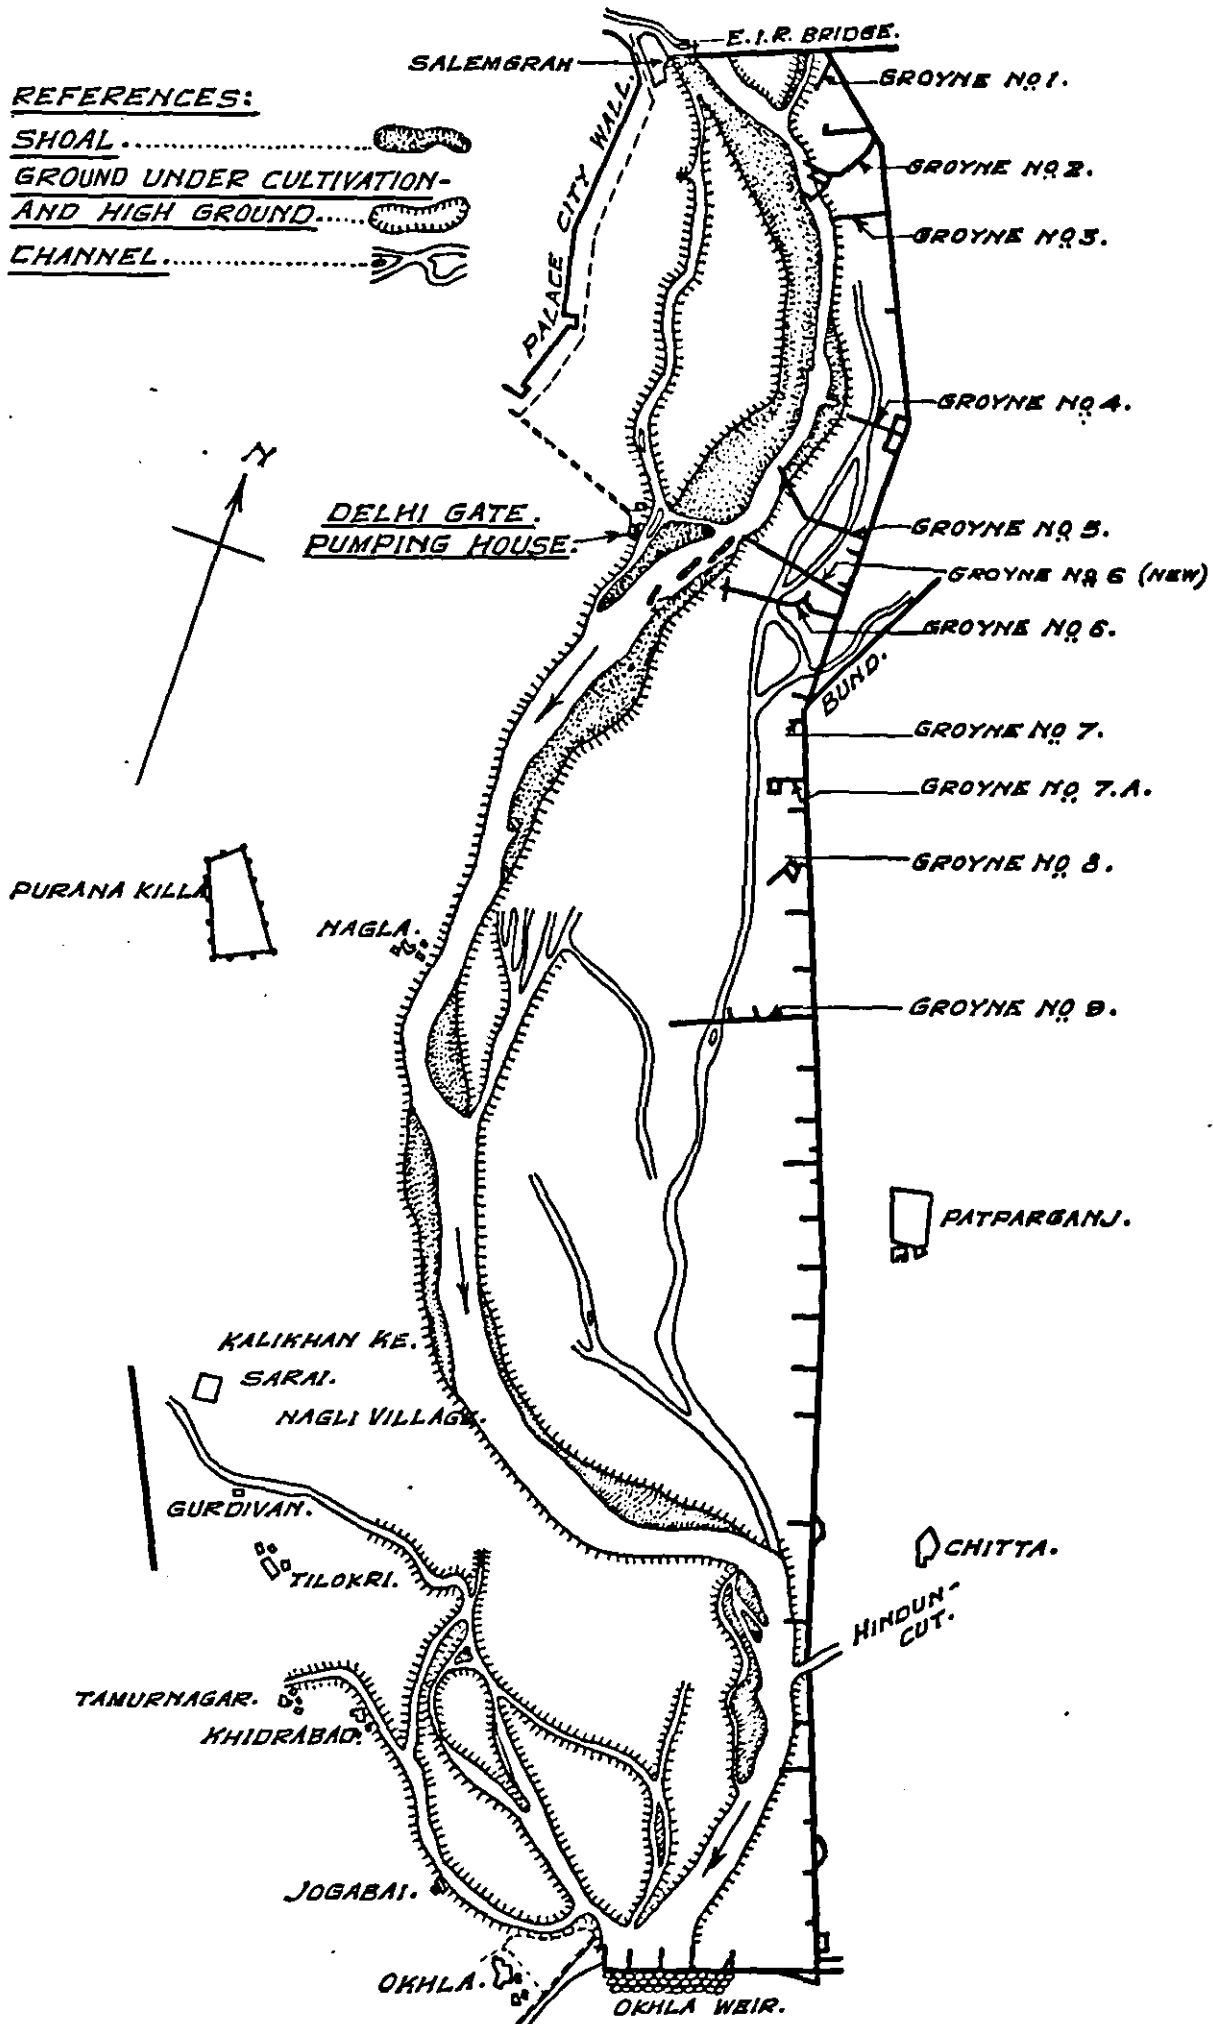 E.I.R. BRIDGE.
SALEMGRAH
GROYNE NO 1.
REFERENCES:
SHOAL
GROUND UNDER CULTIVATION-
AND HIGH GROUND
CHANNEL
PALACE CITY WALL.
GROYNE NO 2.
GROYNE NO 3.
GROYNE NO 4.
N
DELHI GATE.
PUMPING HOUSE.
GROYNE NO 5.
GROYNE NO 6 (NEW)
GROYNE NO 6.
BUND.
GROYNE NO 7.
GROYNE NO 7.A.
GROYNE NO 8.
PURANA KILLA
NAGLA.
GROYNE NO 9.
PATPARGANJ.
KALIKHAN KE.
SARAI.
NAGLI VILLAGE.
GURDIVAN.
TILOKRI.
CHITTA.
HINDUN-
CUT.
TAMURNAGAR.
KHIDRABAD.
JOGABAI.
OKHLA.
OKHLA WEIR.